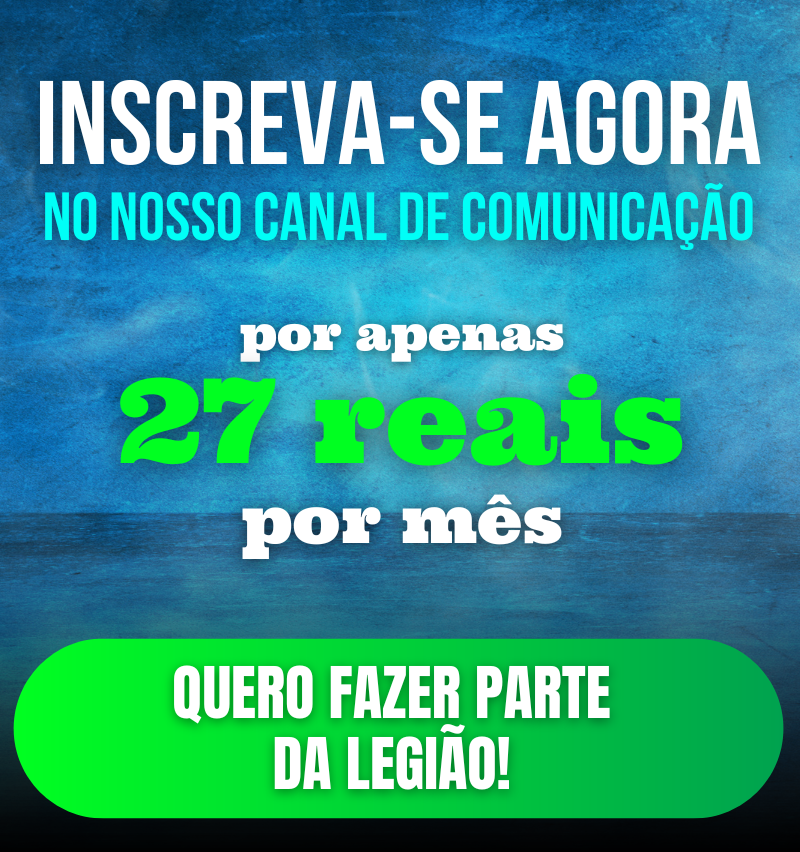 INSCREVA-SE AGORA
NO NOSSO CANAL DE COMUNICAÇÃO
por apenas
27 reais
por mês
QUERO FAZER PARTE
DA LEGIÃO!